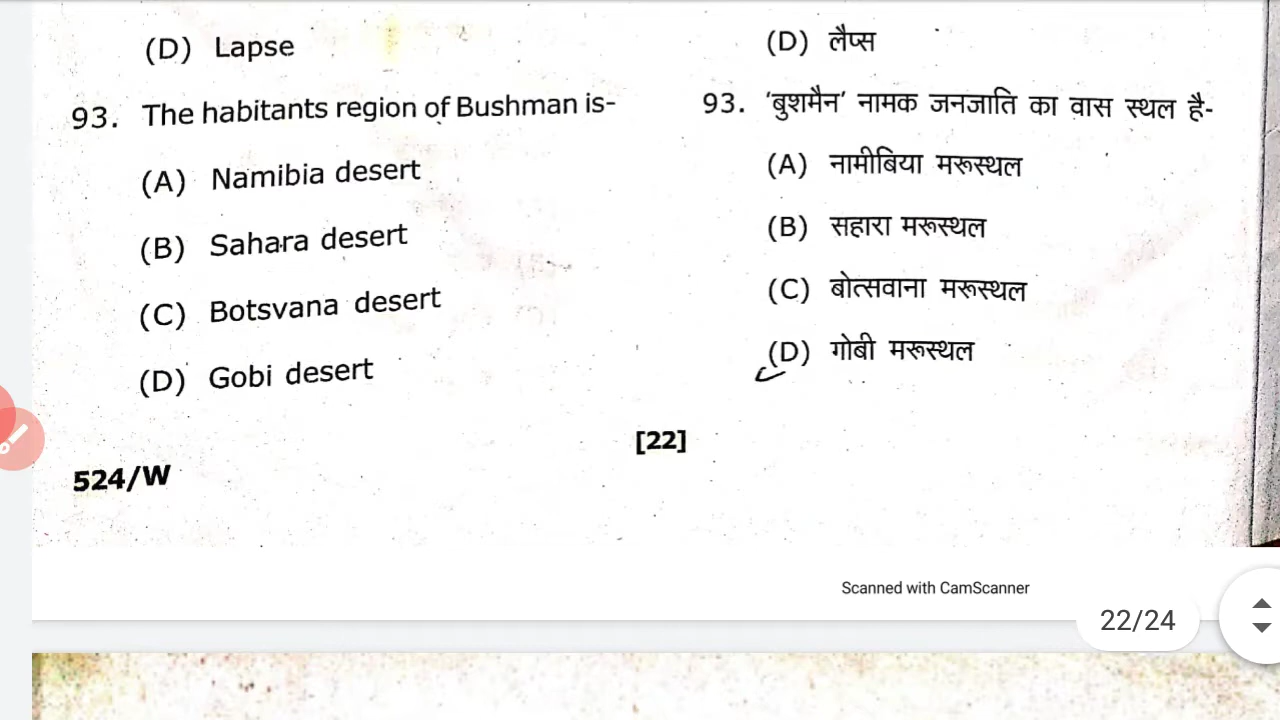 (D) Lapse
93. The habitants region of Bushman is-
(A) Namibia desert
(B) Sahara desert
(C) Botsvana desert
(D) Gobi desert
(D) लैप्स
93. 'बुशमैन' नामक जनजाति का वास स्थल है-
(A) नामीबिया मरूस्थल
(B) सहारा मरूस्थल
(C) बोत्सवाना मरूस्थल
(D) गोबी मरूस्थल
[22]
524/W
Scanned with CamScanner
22/24